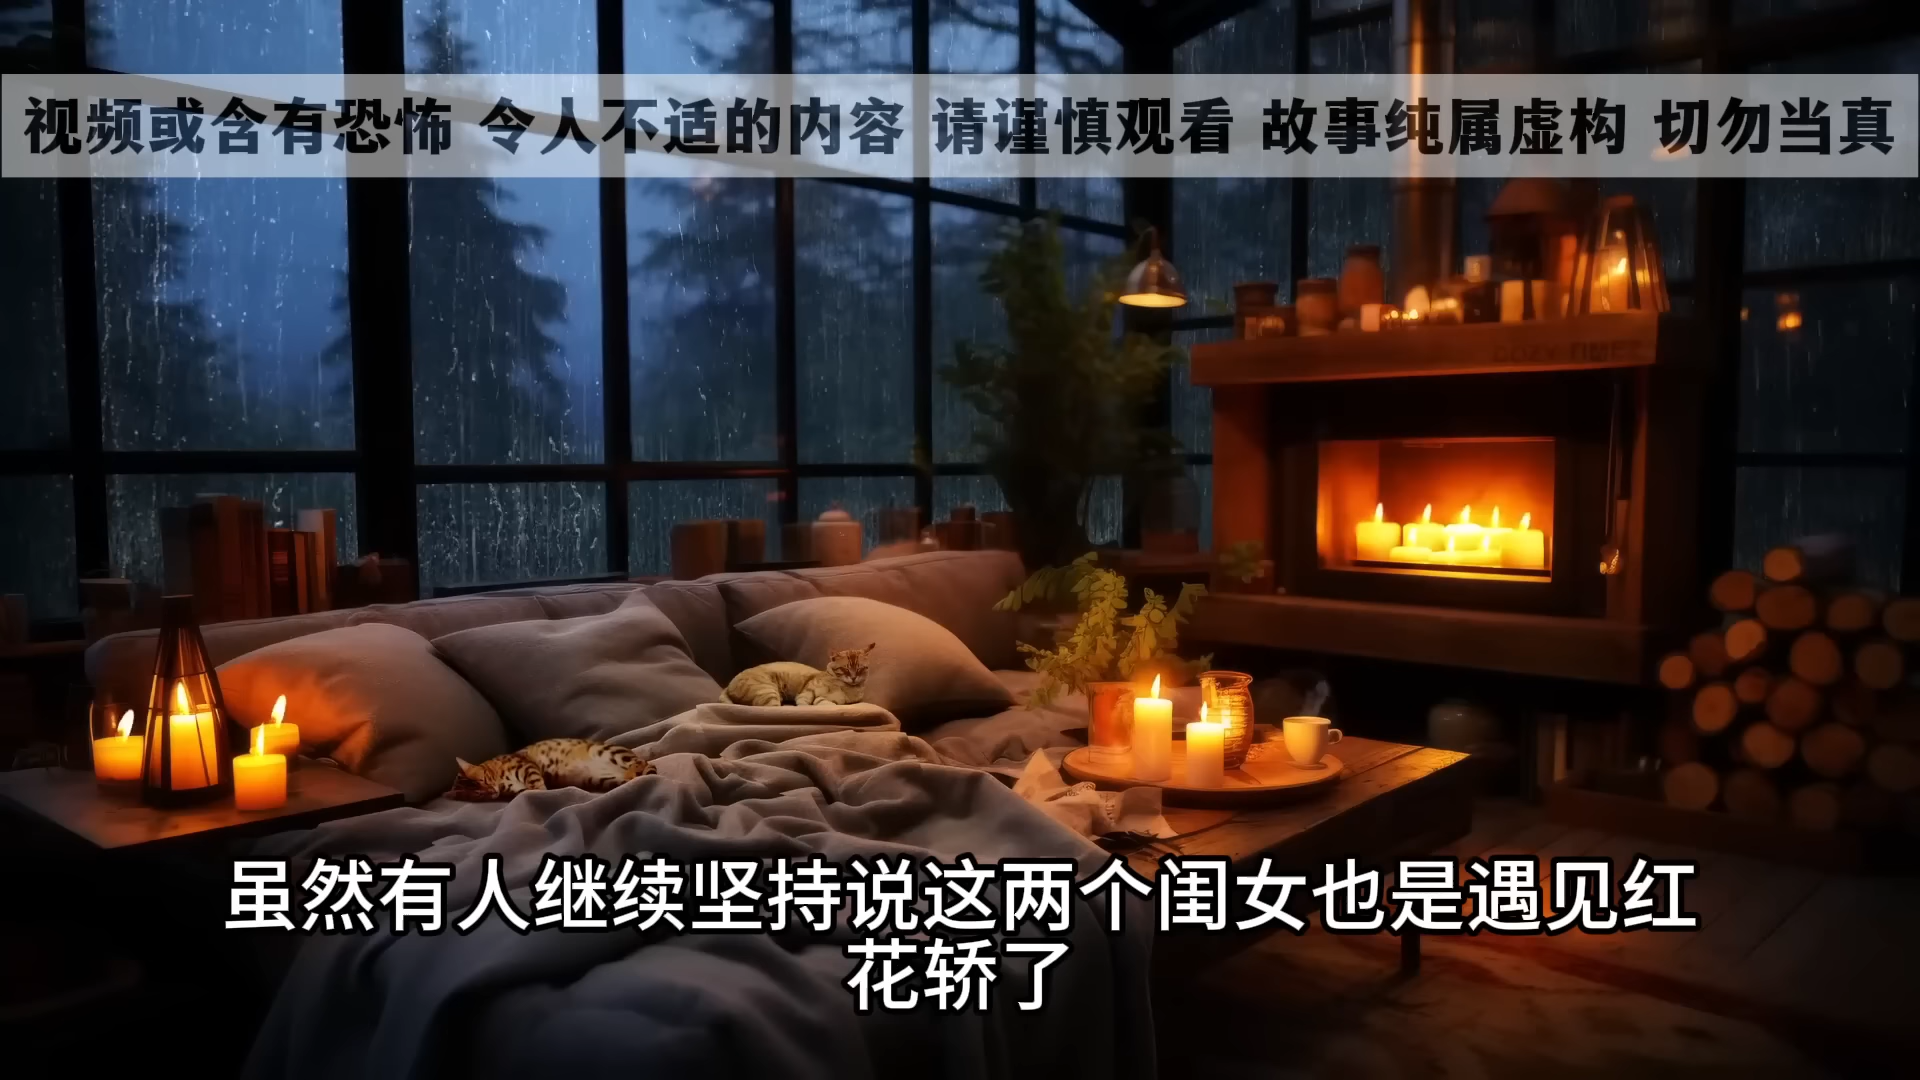 视频或含有恐怖 令人不适的内容 请谨慎观看 故事纯属虚构 切勿当真
虽然有人继续坚持说这两个闺女也是遇见红
花轿了